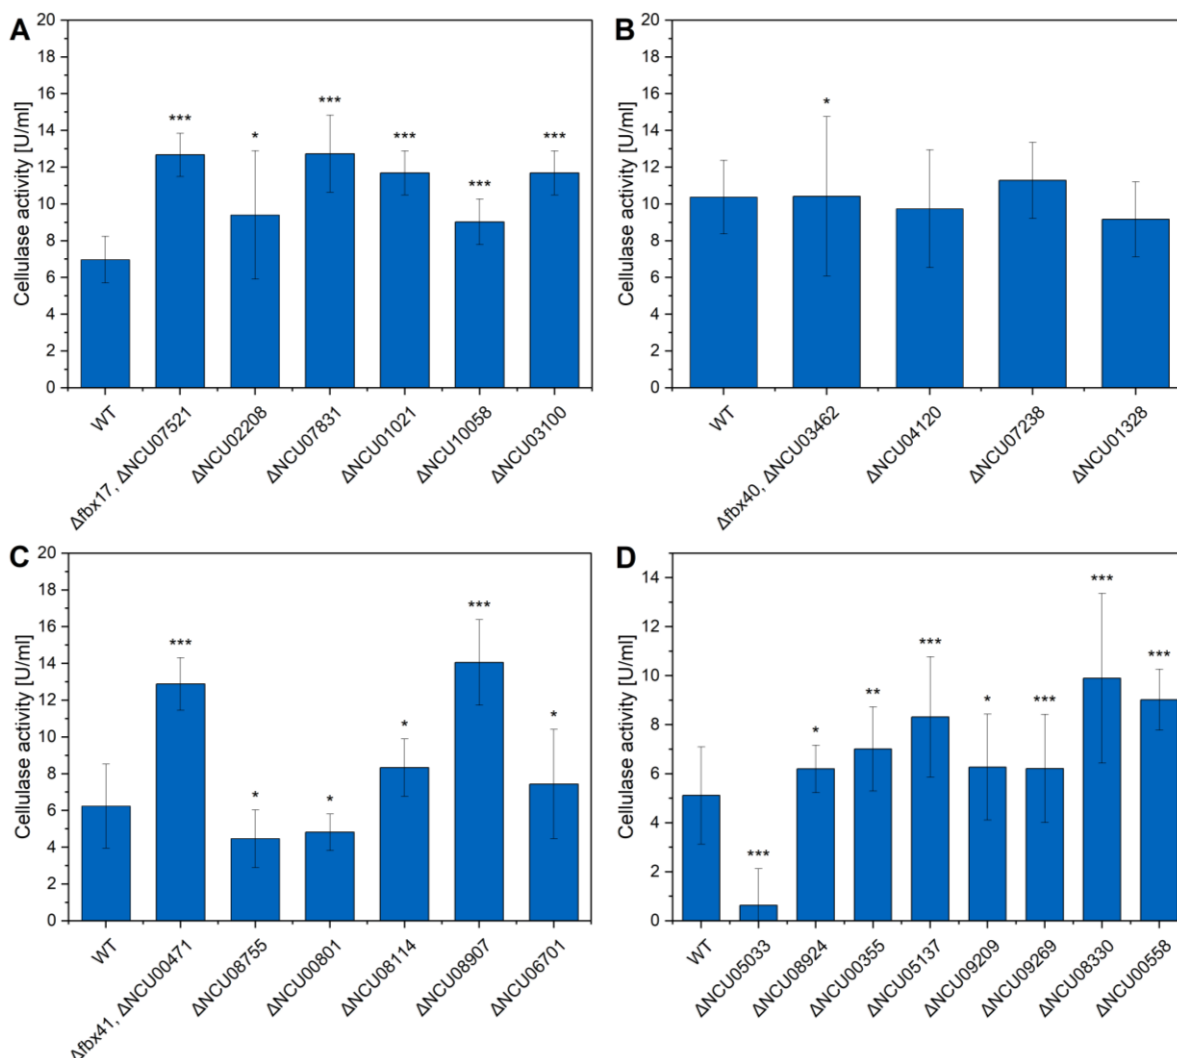 A
Cellulase activity [U/ml]
20
18
16
14
12
10
8
6
4
2
0
***
*
***
***
***
***
WT
Δfbx17, ΔNCU07521
ΔNCU02208
ΔNCU07831
ΔNCU01021
ΔNCU10058
ΔNCU03100
B
Cellulase activity [U/ml]
20
18
16
14
12
10
8
6
4
2
0
*
WT
Δfbx40, ΔNCU03462
ΔNCU04120
ΔNCU07238
ΔNCU01328
C
Cellulase activity [U/ml]
20
18
16
14
12
10
8
6
4
2
0
***
*
*
*
***
*
WT
Δfbx41, ΔNCU00471
ΔNCU08755
ΔNCU00801
ΔNCU08114
ΔNCU08907
ΔNCU06701
D
Cellulase activity [U/ml]
14
12
10
8
6
4
2
0
***
*
**
***
*
***
***
***
WT
ΔNCU05033
ΔNCU08924
ΔNCU00355
ΔNCU05137
ΔNCU09209
ΔNCU09269
ΔNCU08330
ΔNCU00558